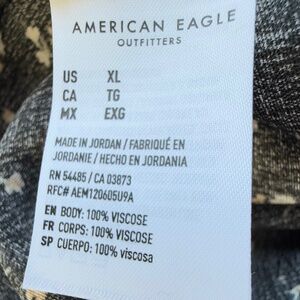 AMERICAN EAGLE
OUTFITTERS
US XL
CA TG
MX EXG
MADE IN JORDAN / FABRIQUÉ EN
JORDANIE / HECHO EN JORDANIA
RN 54485 / CA 03873
RFC# AEM120605U9A
EN BODY: 100% VISCOSE
FR CORPS: 100% VISCOSE
SP CUERPO: 100% viscosa